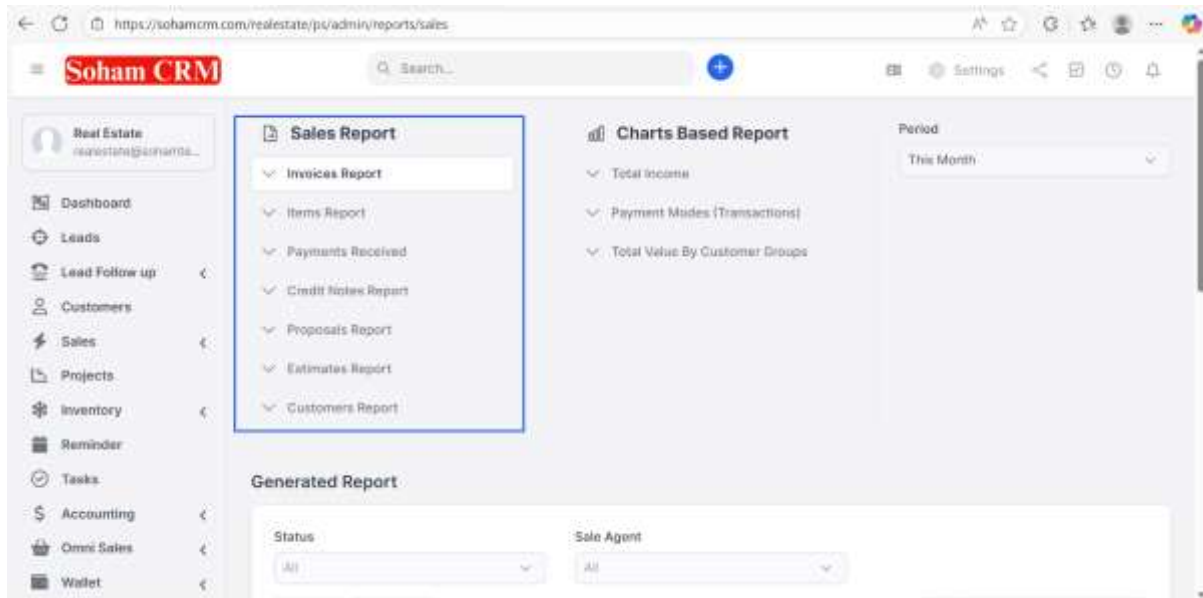 https://sohamcrm.com/realestate/ps/admin/reports/sales
Soham CRM
Search...
Settings
Real Estate
Dashboard
Leads
Lead Follow up
Customers
Sales
Projects
Inventory
Reminder
Tasks
Accounting
Omni Sales
Wallet
Sales Report
Invoices Report
Items Report
Payments Received
Credit Notes Report
Proposals Report
Estimates Report
Customers Report
Charts Based Report
Total Income
Payment Modes (Transactions)
Total Value By Customer Groups
Period
This Month
Generated Report
Status
All
Sale Agent
All